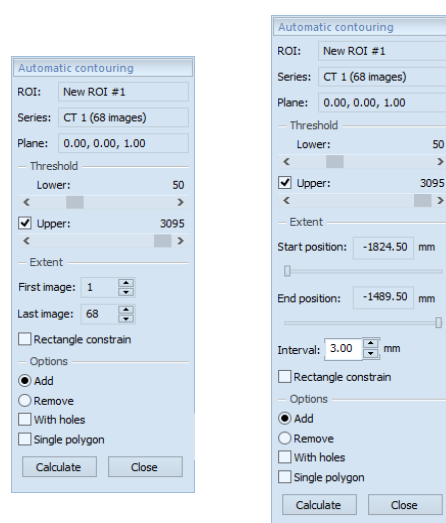 Automatic contouring
ROI: New ROI #1
Series: CT 1 (68 images)
Plane: 0.00, 0.00, 1.00
Threshold
Lower: 50
Upper: 3095
Extent
First image: 1
Last image: 68
Rectangle constrain
Options
Add
Remove
With holes
Single polygon
Calculate Close
Automatic contouring
ROI: New ROI #1
Series: CT 1 (68 images)
Plane: 0.00, 0.00, 1.00
Threshold
Lower: 50
Upper: 3095
Extent
Start position: -1824.50 mm
End position: -1489.50 mm
Interval: 3.00 mm
Rectangle constrain
Options
Add
Remove
With holes
Single polygon
Calculate Close